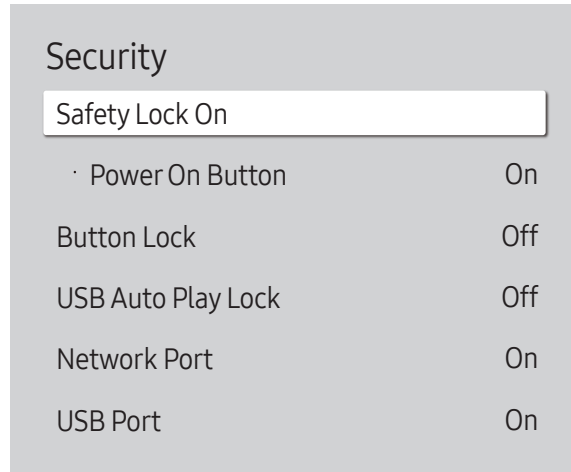 Security
Safety Lock On
· Power On Button On
Button Lock Off
USB Auto Play Lock Off
Network Port On
USB Port On